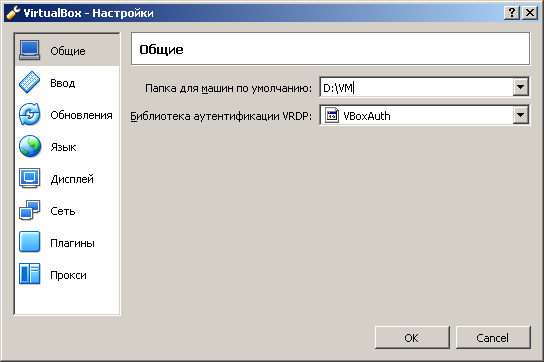 VirtualBox - Настройки
Общие
Ввод
Обновления
Язык
Дисплей
Сеть
Плагины
Прокси
Общие
Папка для машин по умолчанию: D:\VM
Библиотека аутентификации VRDP: VBoxAuth
OK Cancel